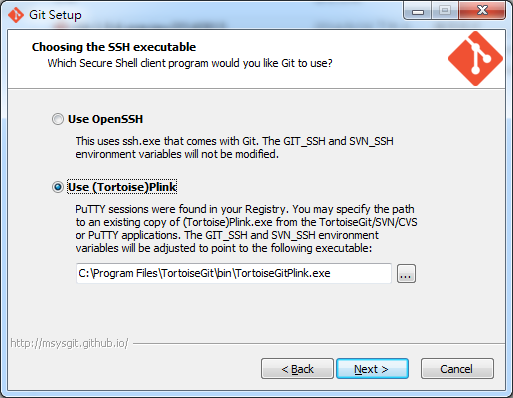 Git Setup
Choosing the SSH executable
Which Secure Shell client program would you like Git to use?
Use OpenSSH
This uses ssh.exe that comes with Git. The GIT_SSH and SVN_SSH
environment variables will not be modified.
Use (Tortoise)Plink
PuTTY sessions were found in your Registry. You may specify the path
to an existing copy of (Tortoise)Plink.exe from the TortoiseGit/SVN/CVS
or PuTTY applications. The GIT_SSH and SVN_SSH environment
variables will be adjusted to point to the following executable:
C:\Program Files\TortoiseGit\bin\TortoiseGitPlink.exe
...
http://msysgit.github.io/
< Back
Next >
Cancel